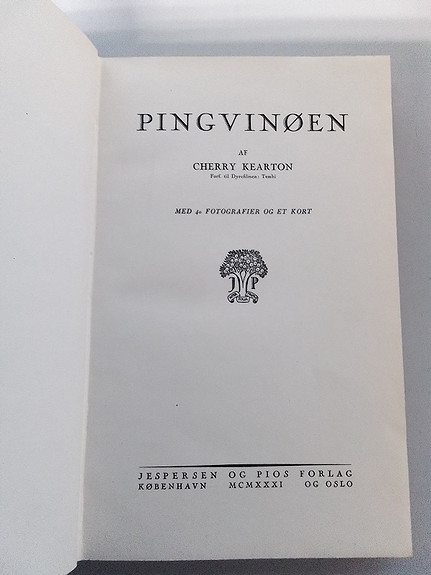 PINGVINØEN
AF
CHERRY KEARTON
Forf. til Dyrefilmen: Tembi
MED 40 FOTOGRAFIER OG ET KORT
J P
JESPERSEN OG PIOS FORLAG
KØBENHAVN MCMXXXI OG OSLO